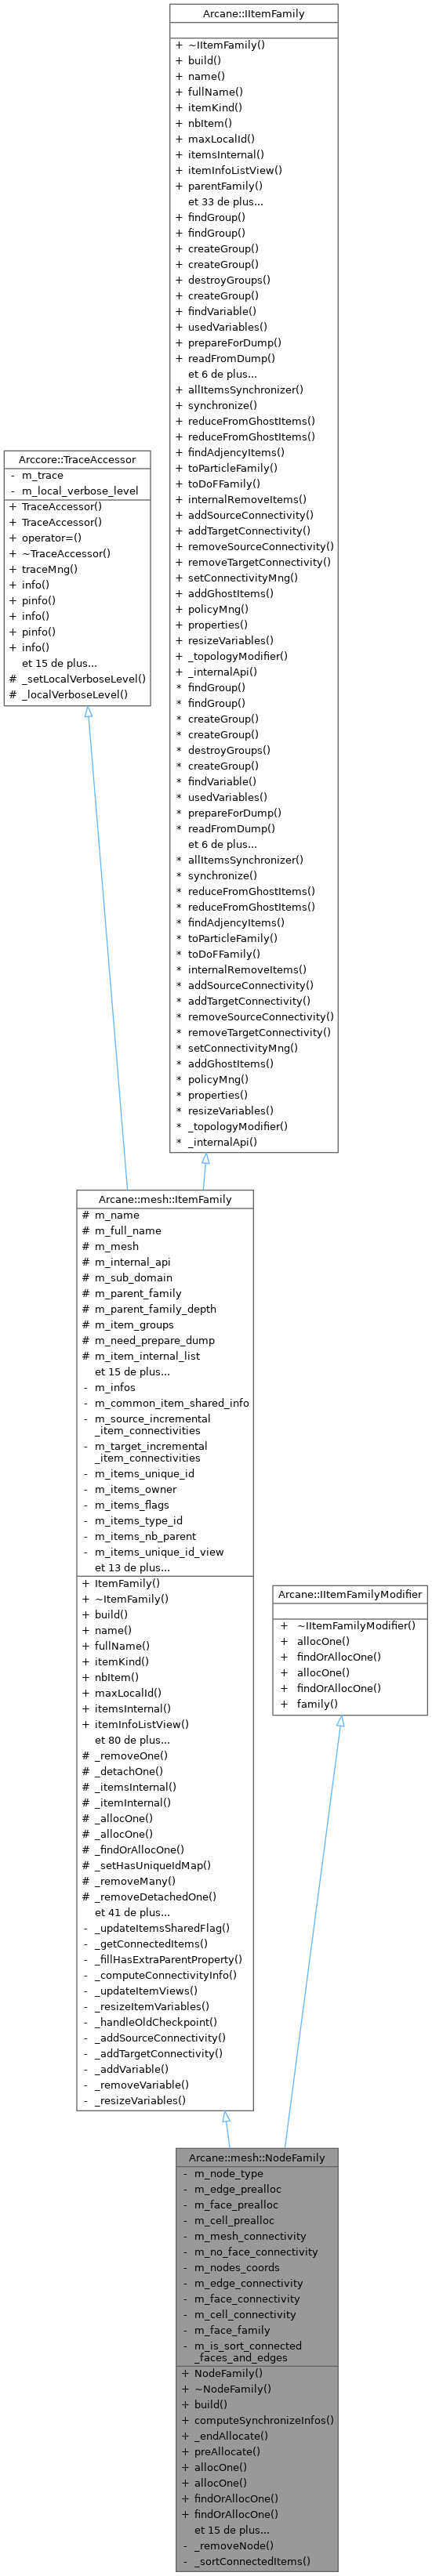 Arcane::IItemFamily
+ ~IItemFamily()
+ build()
+ name()
+ fullName()
+ itemKind()
+ nbItem()
+ maxLocalId()
+ itemsInternal()
+ itemInfoListView()
+ parentFamily()
et 33 de plus...
+ findGroup()
+ findGroup()
+ createGroup()
+ createGroup()
+ destroyGroups()
+ createGroup()
+ findVariable()
+ usedVariables()
+ prepareForDump()
+ readFromDump()
et 6 de plus...
+ allItemsSynchronizer()
+ synchronize()
+ reduceFromGhostItems()
+ reduceFromGhostItems()
+ findAdjencyItems()
+ toParticleFamily()
+ toDoFFamily()
+ internalRemoveItems()
+ addSourceConnectivity()
+ addTargetConnectivity()
+ removeSourceConnectivity()
+ removeTargetConnectivity()
+ setConnectivityMng()
+ addGhostItems()
+ policyMng()
+ properties()
+ resizeVariables()
+ _topologyModifier()
+ _internalApi()
* findGroup()
* findGroup()
* createGroup()
* createGroup()
* destroyGroups()
* createGroup()
* findVariable()
* usedVariables()
* prepareForDump()
* readFromDump()
et 6 de plus...
* allItemsSynchronizer()
* synchronize()
* reduceFromGhostItems()
* reduceFromGhostItems()
* findAdjencyItems()
* toParticleFamily()
* toDoFFamily()
* internalRemoveItems()
* addSourceConnectivity()
* addTargetConnectivity()
* removeSourceConnectivity()
* removeTargetConnectivity()
* setConnectivityMng()
* addGhostItems()
* policyMng()
* properties()
* resizeVariables()
* _topologyModifier()
* _internalApi()
Arccore::TraceAccessor
- m_trace
- m_local_verbose_level
+ TraceAccessor()
+ TraceAccessor()
+ operator=()
+ ~TraceAccessor()
+ traceMng()
+ info()
+ pinfo()
+ info()
+ pinfo()
+ info()
et 15 de plus...
# _setLocalVerboseLevel()
# _localVerboseLevel()
Arcane::mesh::ItemFamily
# m_name
# m_full_name
# m_mesh
# m_internal_api
# m_sub_domain
# m_parent_family
# m_parent_family_depth
# m_item_groups
# m_need_prepare_dump
# m_item_internal_list
et 15 de plus...
- m_infos
- m_common_item_shared_info
- m_source_incremental
_item_connectivities
- m_target_incremental
_item_connectivities
- m_items_unique_id
- m_items_owner
- m_items_flags
- m_items_type_id
- m_items_nb_parent
- m_items_unique_id_view
et 13 de plus...
+ ItemFamily()
+ ~ItemFamily()
+ build()
+ name()
+ fullName()
+ itemKind()
+ nbItem()
+ maxLocalId()
+ itemsInternal()
+ itemInfoListView()
et 80 de plus...
# _removeOne()
# _detachOne()
# _itemsInternal()
# _itemInternal()
# _allocOne()
# _allocOne()
# _findOrAllocOne()
# _setHasUniqueIdMap()
# _removeMany()
# _removeDetachedOne()
et 41 de plus...
- _updateItemsSharedFlag()
- _getConnectedItems()
- _fillHasExtraParentProperty()
- _computeConnectivityInfo()
- _updateItemViews()
- _resizeItemVariables()
- _handleOldCheckpoint()
- _addSourceConnectivity()
- _addTargetConnectivity()
- _addVariable()
- _removeVariable()
- _resizeVariables()
Arcane::IItemFamilyModifier
+ ~IItemFamilyModifier()
+ allocOne()
+ findOrAllocOne()
+ allocOne()
+ findOrAllocOne()
+ family()
Arcane::mesh::NodeFamily
- m_node_type
- m_edge_prealloc
- m_face_prealloc
- m_cell_prealloc
- m_mesh_connectivity
- m_no_face_connectivity
- m_nodes_coords
- m_edge_connectivity
- m_face_connectivity
- m_cell_connectivity
- m_face_family
- m_is_sort_connected
_faces_and_edges
+ NodeFamily()
+ ~NodeFamily()
+ build()
+ computeSynchronizeInfos()
+ _endAllocate()
+ preAllocate()
+ allocOne()
+ allocOne()
+ findOrAllocOne()
+ findOrAllocOne()
et 15 de plus...
- _removeNode()
- _sortConnectedItems()